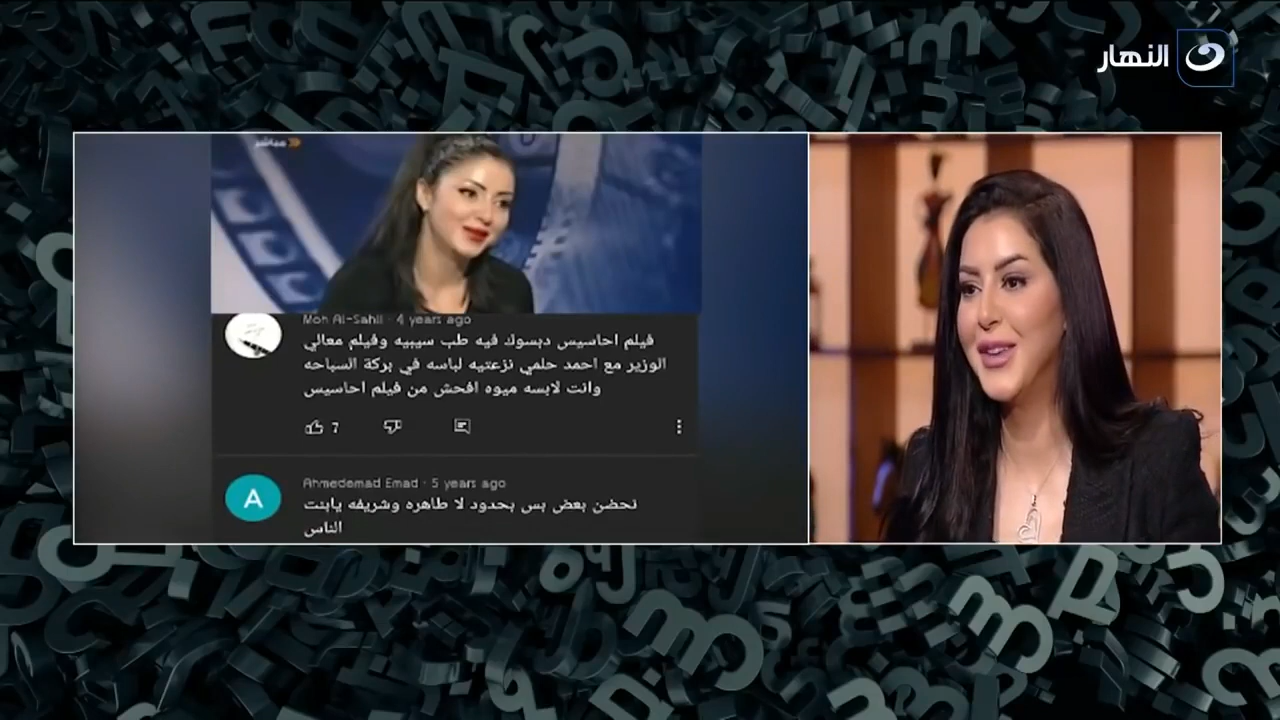 النهار
مباشر
Moh Al-Sahli · 4 years ago
فيلم احاسيس دبسوك فيه طب سيبيه وفيلم معالي
الوزير مع احمد حلمي نزعتيه لباسه في بركة السباحه
وانت لابسه ميوه افحش من فيلم احاسيس
7
A
Ahmedemad Emad · 5 years ago
نحضن بعض بس بحدود لا طاهره وشريفه يابنت
الناس